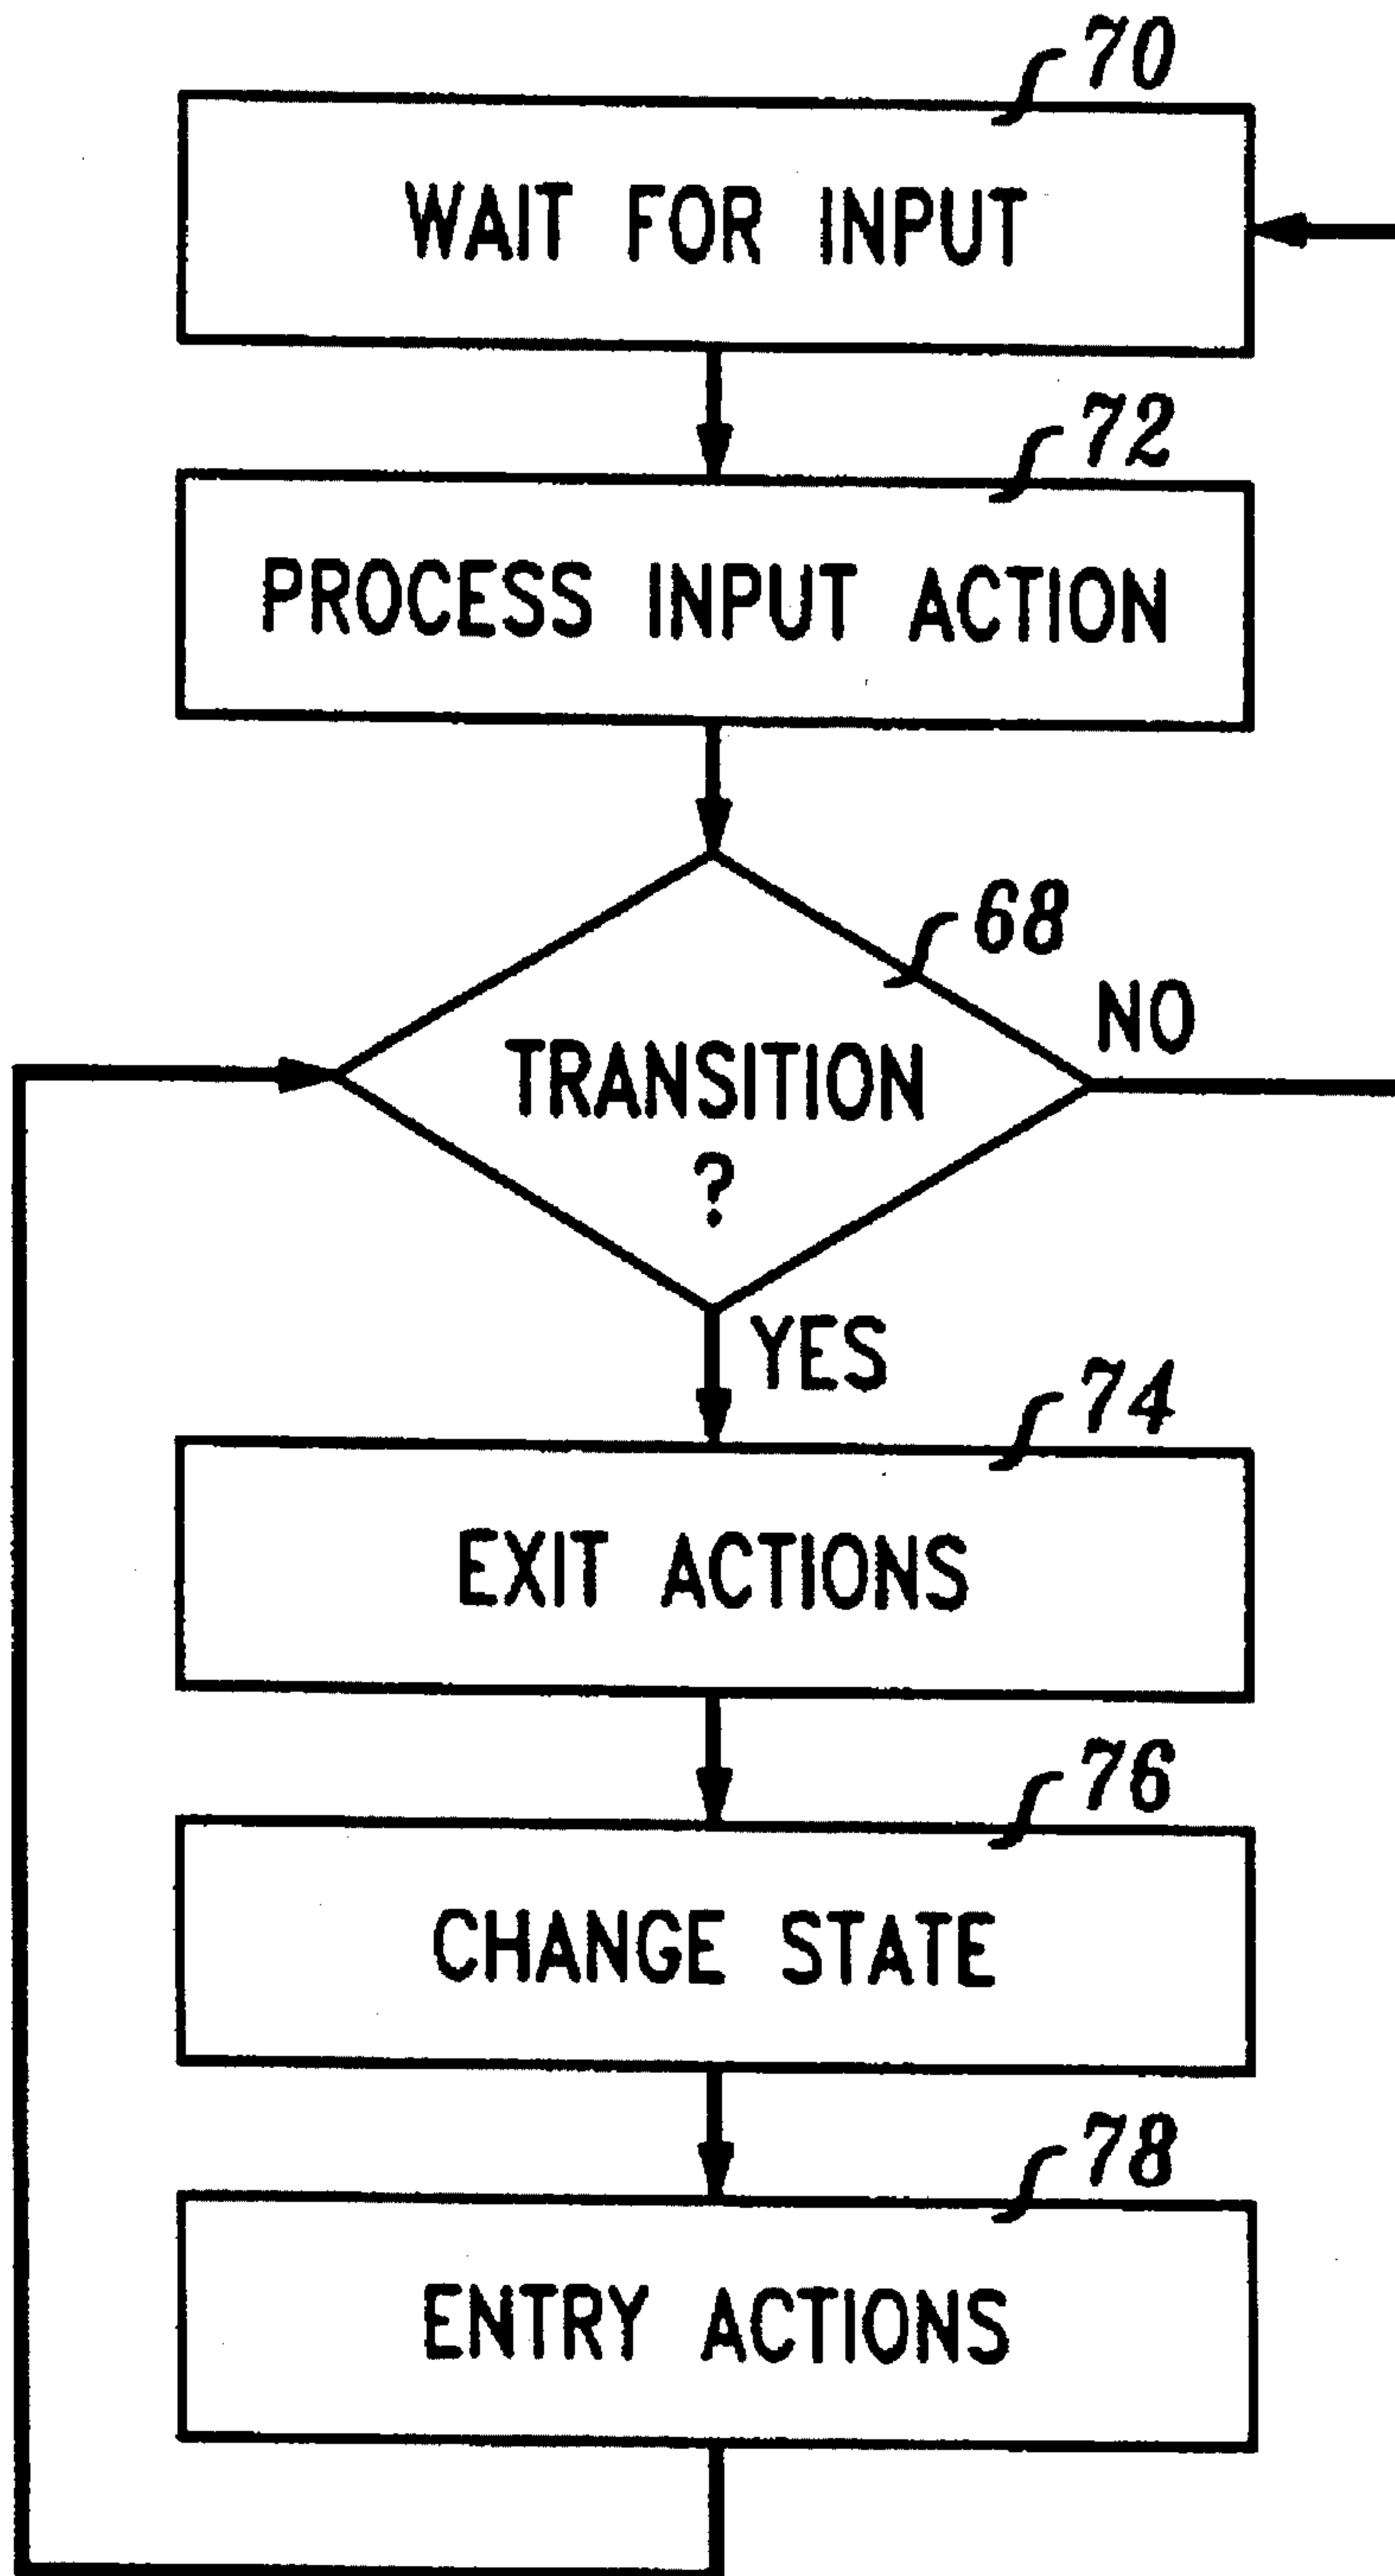 70
WAIT FOR INPUT
72
PROCESS INPUT ACTION
68
NO
TRANSITION
?
YES
74
EXIT ACTIONS
76
CHANGE STATE
78
ENTRY ACTIONS